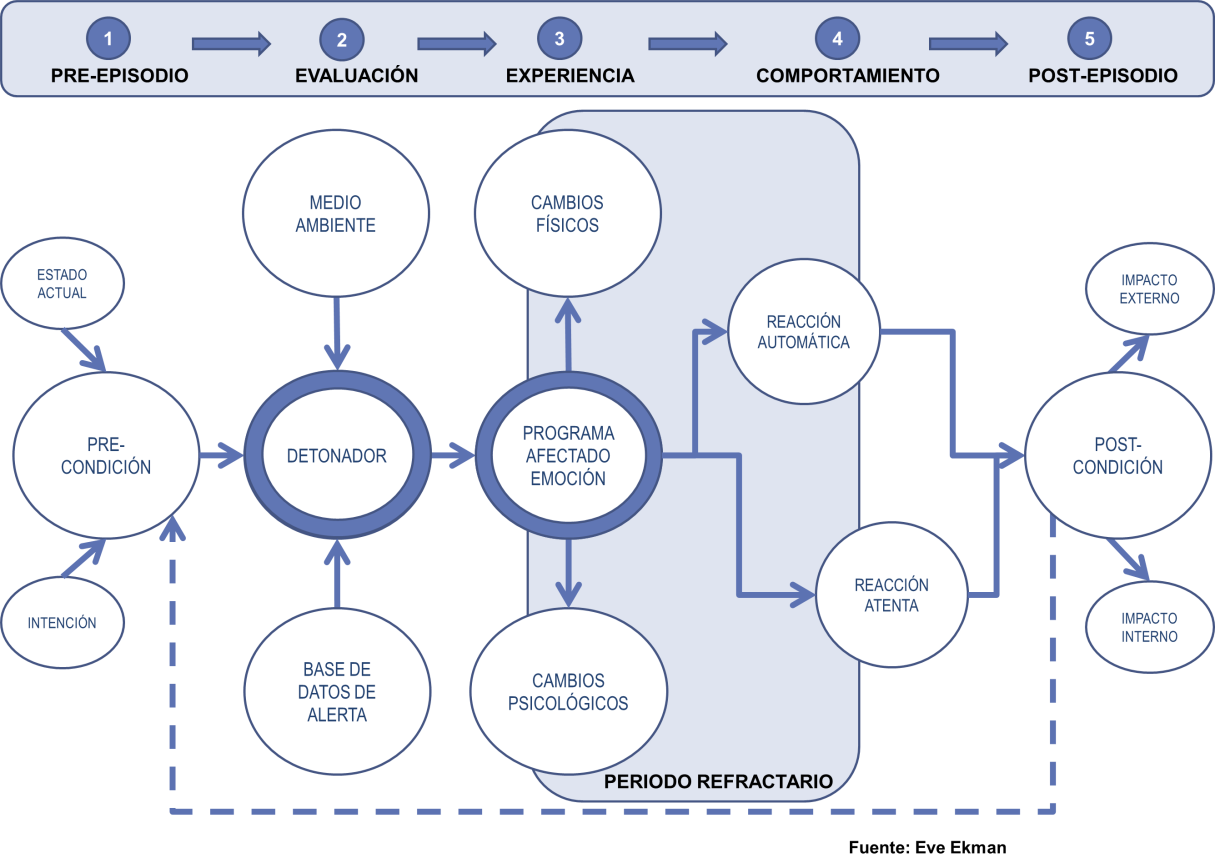 1
2
3
4
5
PRE-EPISODIO
EVALUACIÓN
EXPERIENCIA
COMPORTAMIENTO
POST-EPISODIO
ESTADO
ACTUAL
PRE-
CONDICIÓN
INTENCIÓN
MEDIO
AMBIENTE
DETONADOR
BASE DE
DATOS DE
ALERTA
CAMBIOS
FÍSICOS
PROGRAMA
AFECTADO
EMOCIÓN
CAMBIOS
PSICOLÓGICOS
REACCIÓN
AUTOMÁTICA
REACCIÓN
ATENTA
IMPACTO
EXTERNO
POST-
CONDICIÓN
IMPACTO
INTERNO
PERIODO REFRACTARIO
Fuente: Eve Ekman